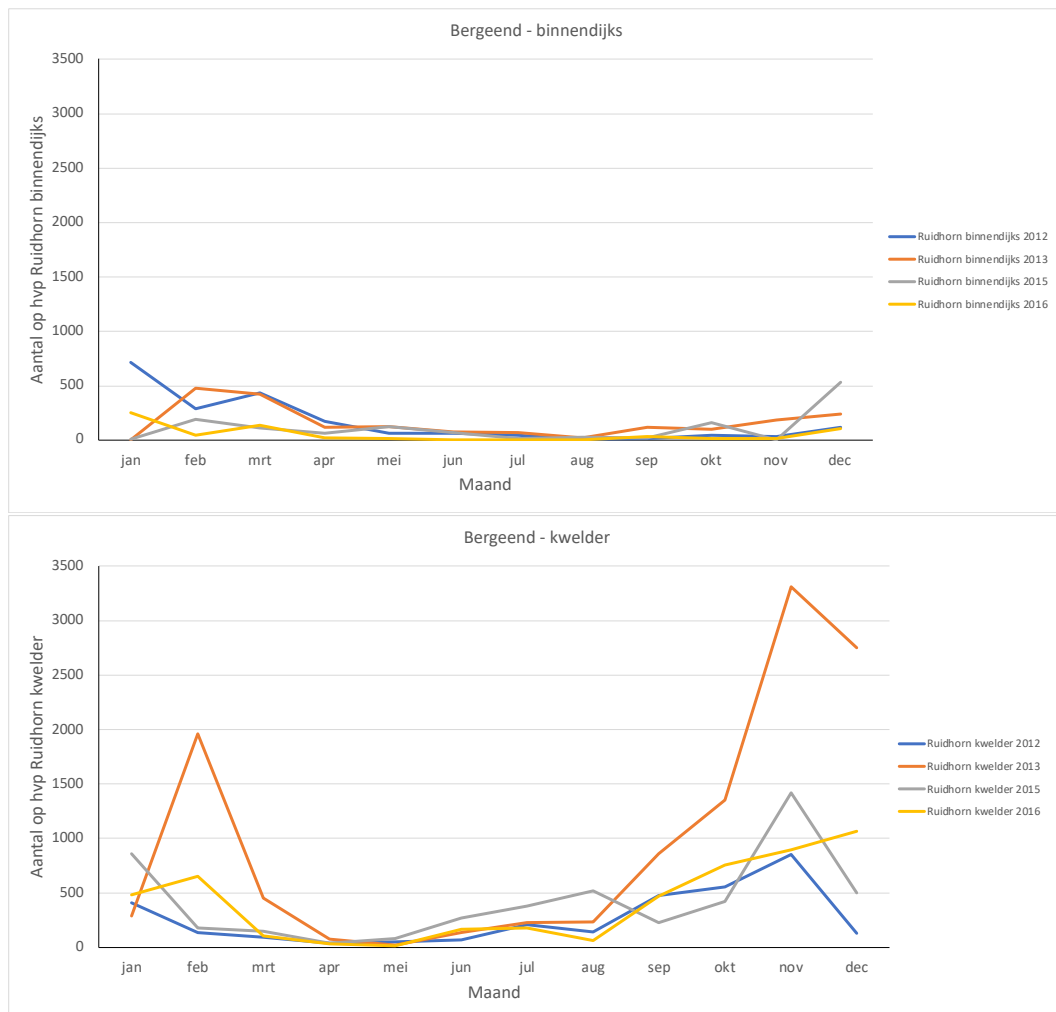 Bergeend - binnendijks
Aantal op hvp Ruidhorn binnendijks
3500
3000
2500
2000
1500
1000
500
0
jan feb mrt apr mei jun jul aug sep okt nov dec
Maand
Ruidhorn binnendijks 2012
Ruidhorn binnendijks 2013
Ruidhorn binnendijks 2015
Ruidhorn binnendijks 2016
Bergeend - kwelder
Aantal op hvp Ruidhorn kwelder
3500
3000
2500
2000
1500
1000
500
0
jan feb mrt apr mei jun jul aug sep okt nov dec
Maand
Ruidhorn kwelder 2012
Ruidhorn kwelder 2013
Ruidhorn kwelder 2015
Ruidhorn kwelder 2016